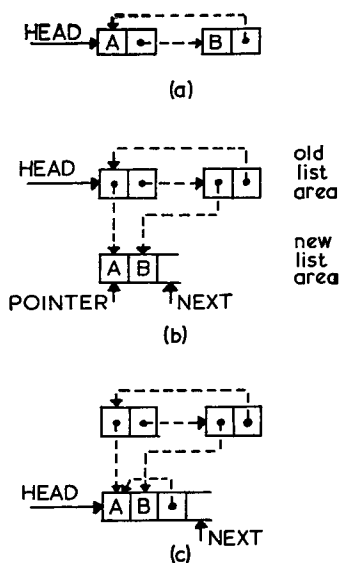 HEAD
A B
(a)
HEAD
old
list
area
A B
new
list
area
POINTER NEXT
(b)
HEAD
A B
NEXT
(c)